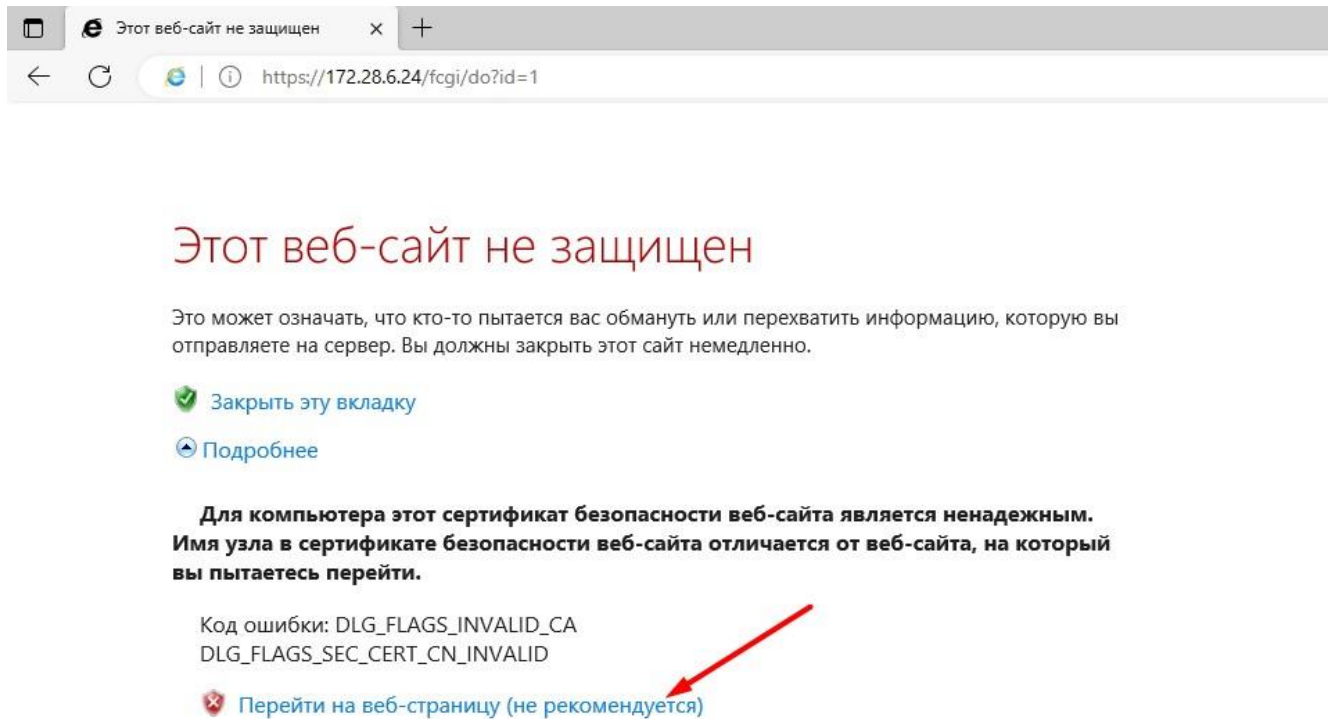 Этот веб-сайт не защищен
https://172.28.6.24/fcgi/do?id=1
Этот веб-сайт не защищен
Это может означать, что кто-то пытается вас обмануть или перехватить информацию, которую вы
отправляете на сервер. Вы должны закрыть этот сайт немедленно.
Закрыть эту вкладку
Подробнее
Для компьютера этот сертификат безопасности веб-сайта является ненадежным.
Имя узла в сертификате безопасности веб-сайта отличается от веб-сайта, на который
вы пытаетесь перейти.
Код ошибки: DLG_FLAGS_INVALID_CA
DLG_FLAGS_SEC_CERT_CN_INVALID
Перейти на веб-страницу (не рекомендуется)